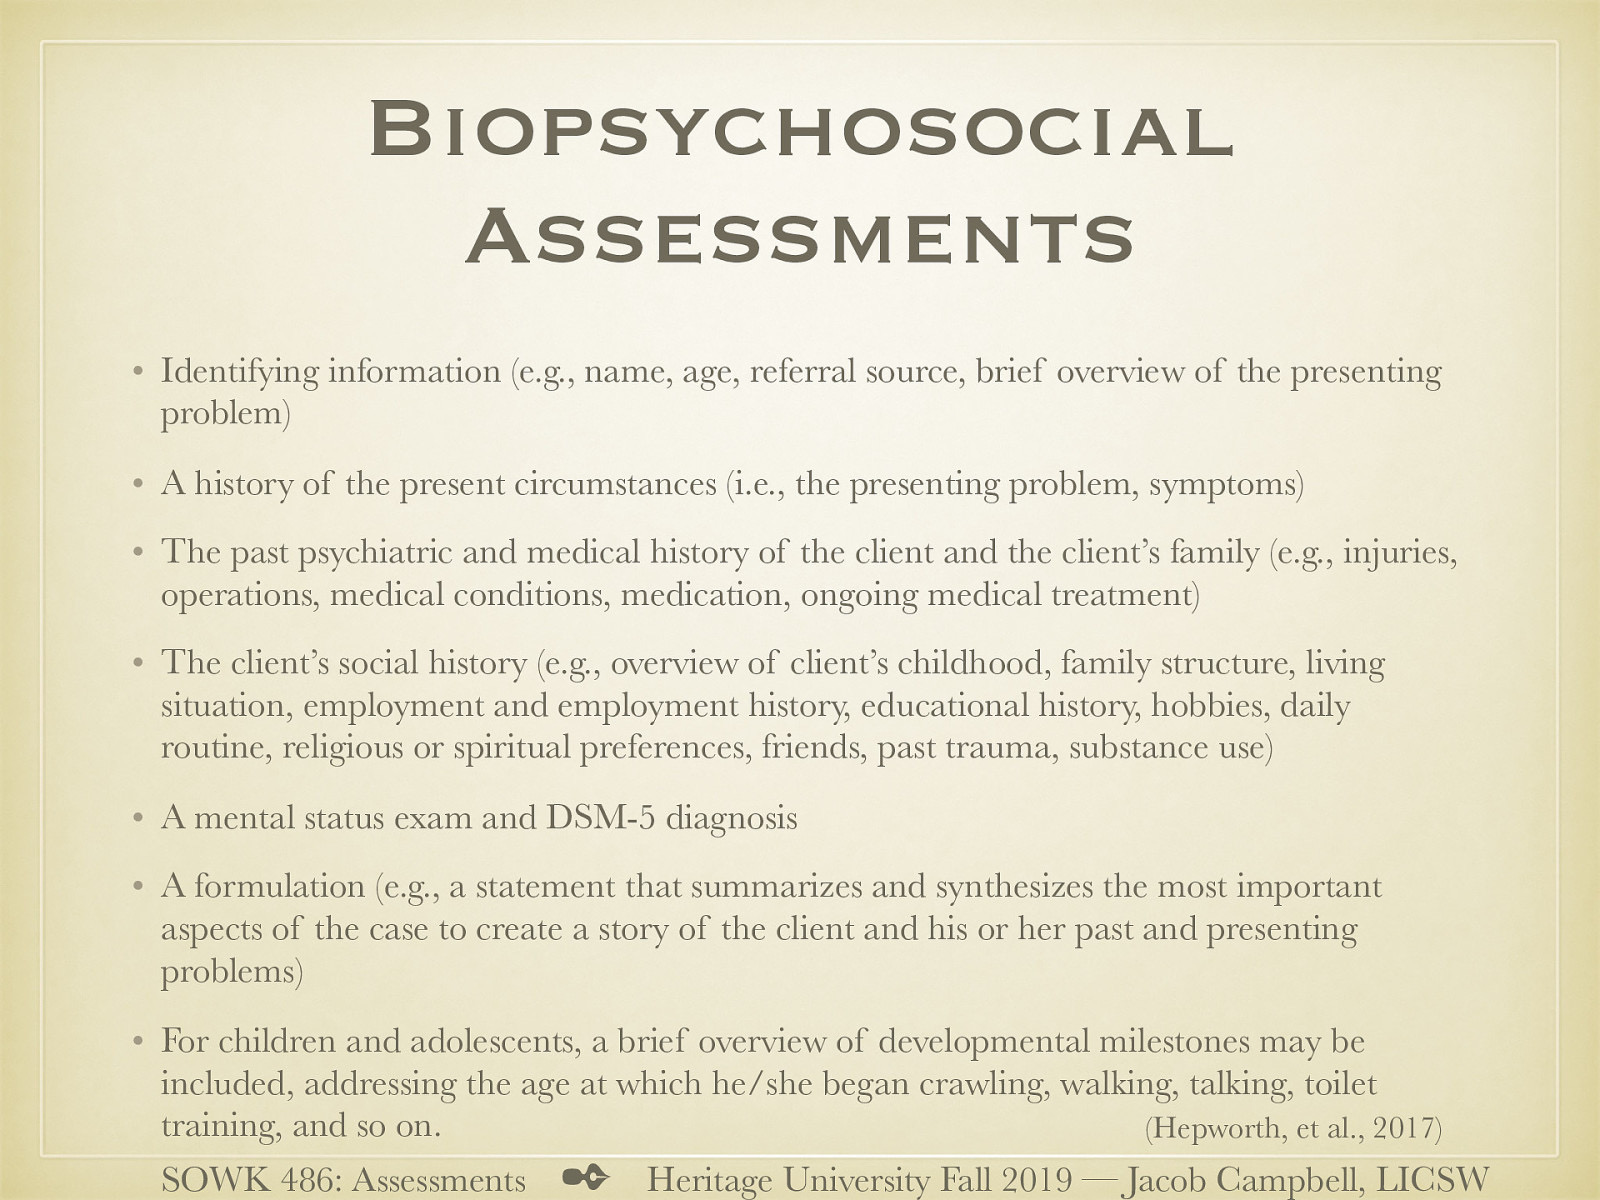 BIOPSYCHOSOCIAL
ASSESSMENTS
• Identifying information (e.g., name, age, referral source, brief overview of the presenting
problem)
• A history of the present circumstances (i.e., the presenting problem, symptoms)
• The past psychiatric and medical history of the client and the client’s family (e.g., injuries,
operations, medical conditions, medication, ongoing medical treatment)
• The client’s social history (e.g., overview of client’s childhood, family structure, living
situation, employment and employment history, educational history, hobbies, daily
routine, religious or spiritual preferences, friends, past trauma, substance use)
• A mental status exam and DSM-5 diagnosis
• A formulation (e.g., a statement that summarizes and synthesizes the most important
aspects of the case to create a story of the client and his or her past and presenting
problems)
• For children and adolescents, a brief overview of developmental milestones may be
included, addressing the age at which he/she began crawling, walking, talking, toilet
training, and so on.
(Hepworth, et al., 2017)
SOWK 486: Assessments ✒ Heritage University Fall 2019 — Jacob Campbell, LICSW